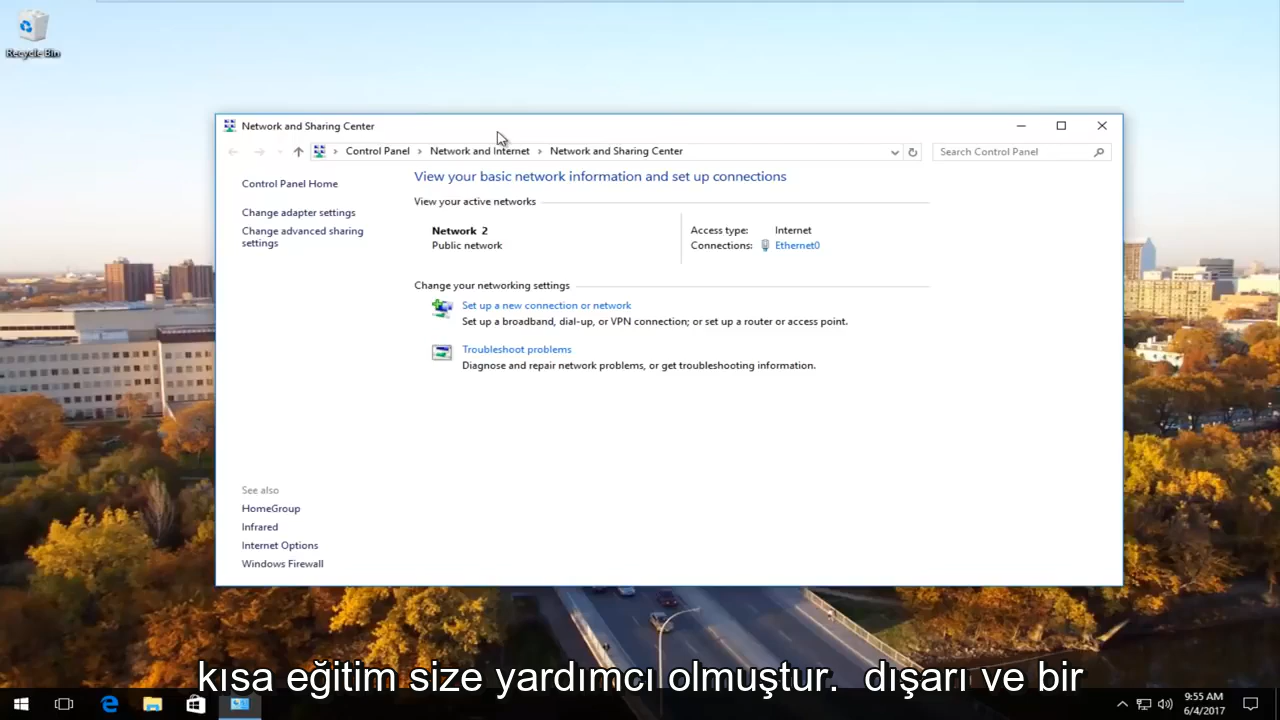 Recycle Bin
Network and Sharing Center
Control Panel > Network and Internet > Network and Sharing Center
Search Control Panel
Control Panel Home
Change adapter settings
Change advanced sharing
settings
See also
HomeGroup
Infrared
Internet Options
Windows Firewall
View your basic network information and set up connections
View your active networks
Network 2
Public network
Access type: Internet
Connections: Ethernet0
Change your networking settings
Set up a new connection or network
Set up a broadband, dial-up, or VPN connection; or set up a router or access point.
Troubleshoot problems
Diagnose and repair network problems, or get troubleshooting information.
kısa eğitim size yardımcı olmuştur. dışarı ve bir
9:55 AM
6/4/2017